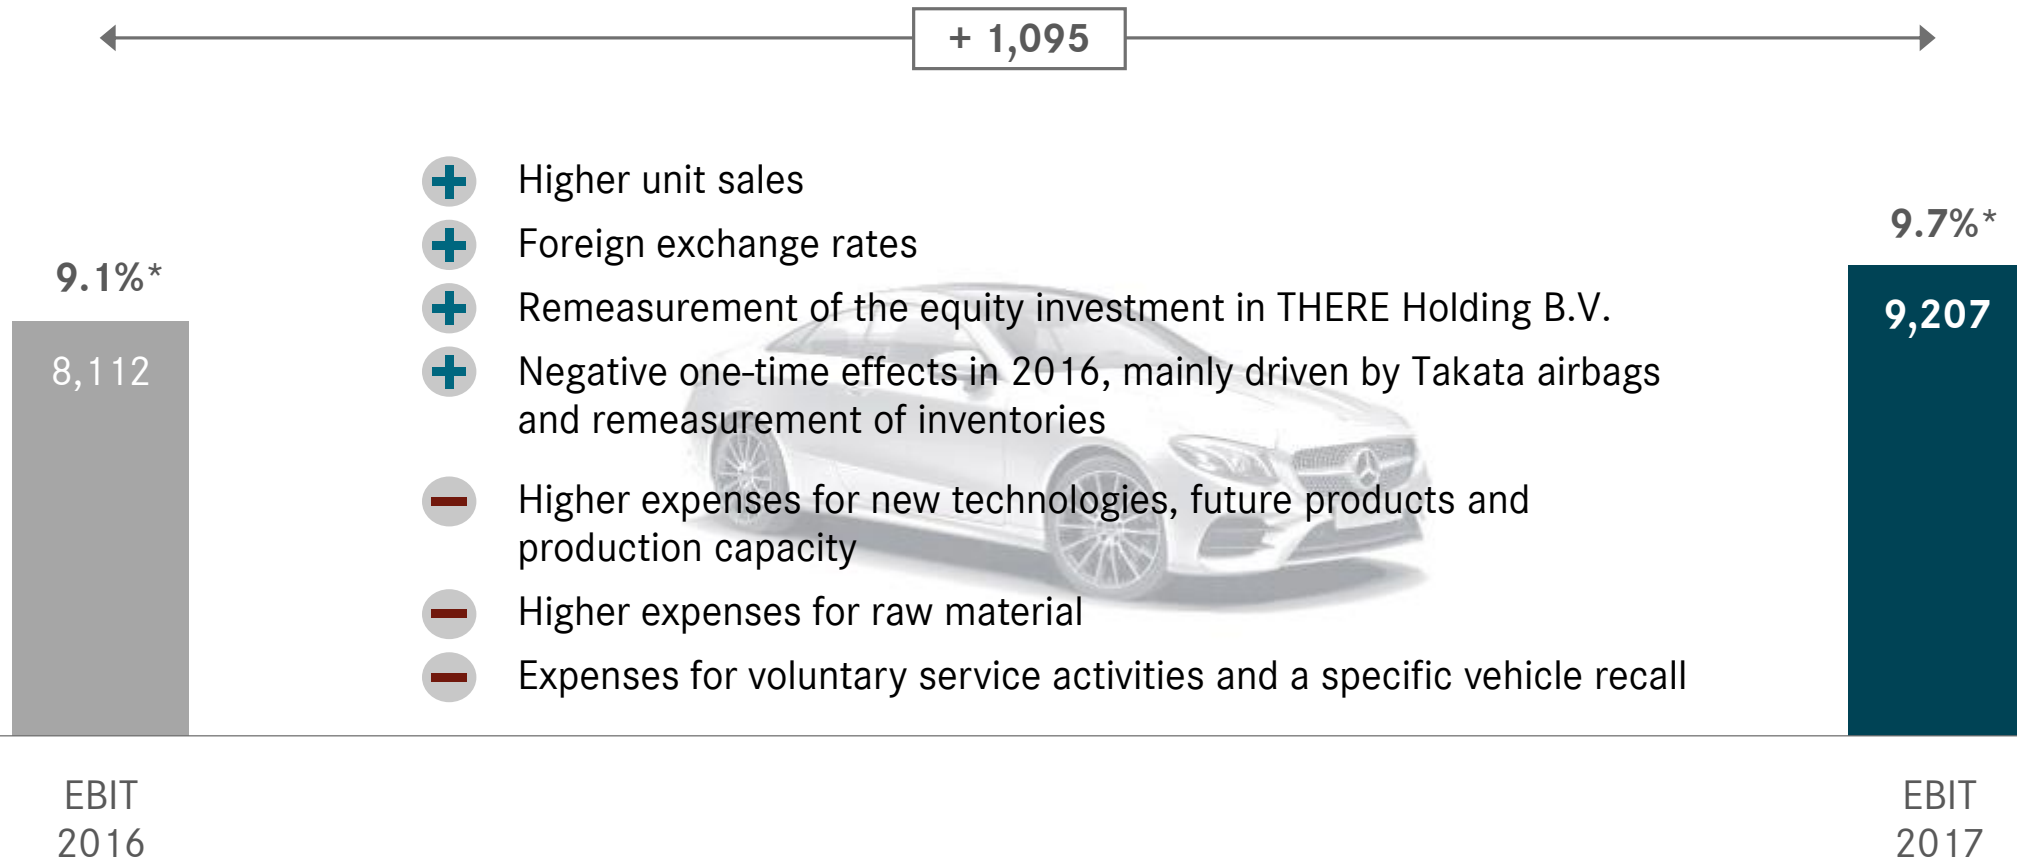 + 1,095
Higher unit sales
Foreign exchange rates
Remeasurement of the equity investment in THERE Holding B.V.
Negative one-time effects in 2016, mainly driven by Takata airbags
and remeasurement of inventories
Higher expenses for new technologies, future products and
production capacity
Higher expenses for raw material
Expenses for voluntary service activities and a specific vehicle recall
9.1%*
8,112
EBIT
2016
9.7%*
9,207
EBIT
2017